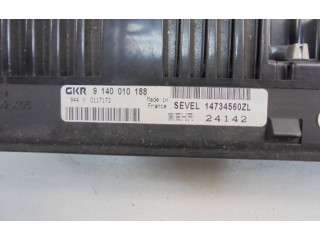 GKR 9 140 010 188
944 X 0117172
Made in
France
SEVEL 14734560ZL
24142